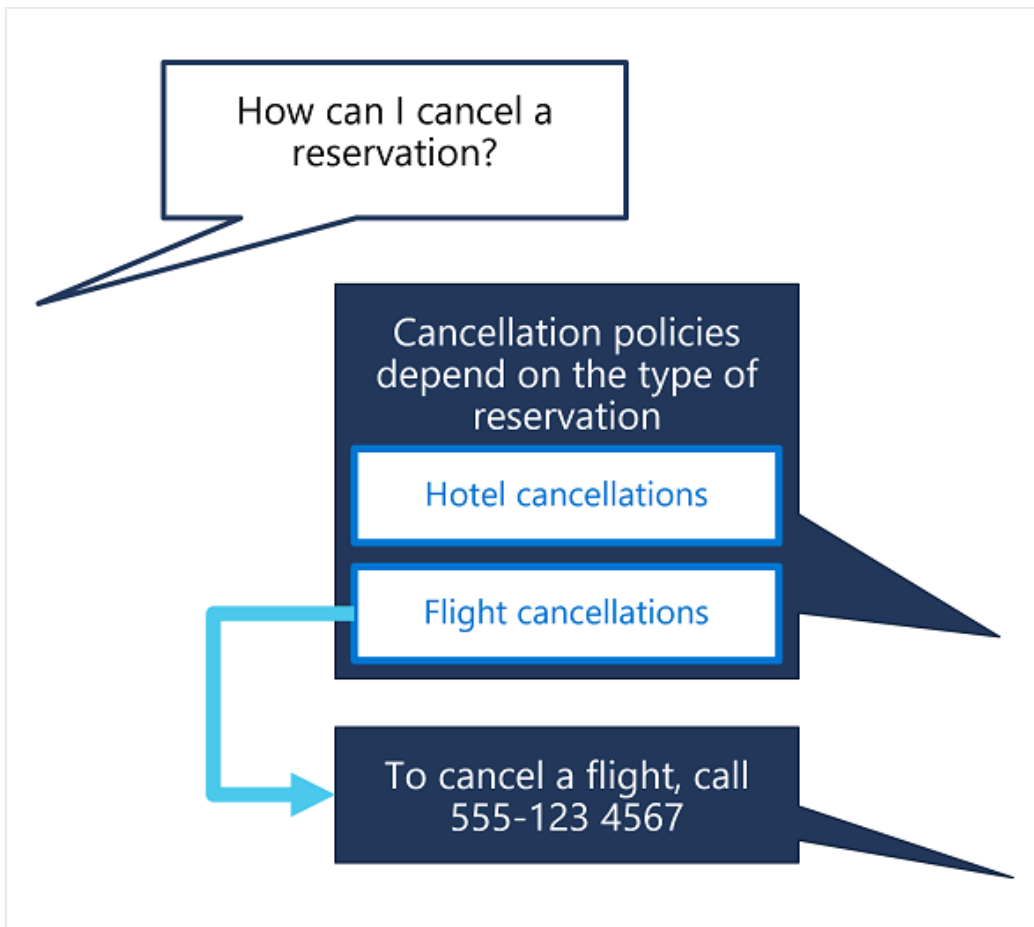 How can I cancel a
reservation?
Cancellation policies
depend on the type of
reservation
Hotel cancellations
Flight cancellations
To cancel a flight, call
555-123 4567